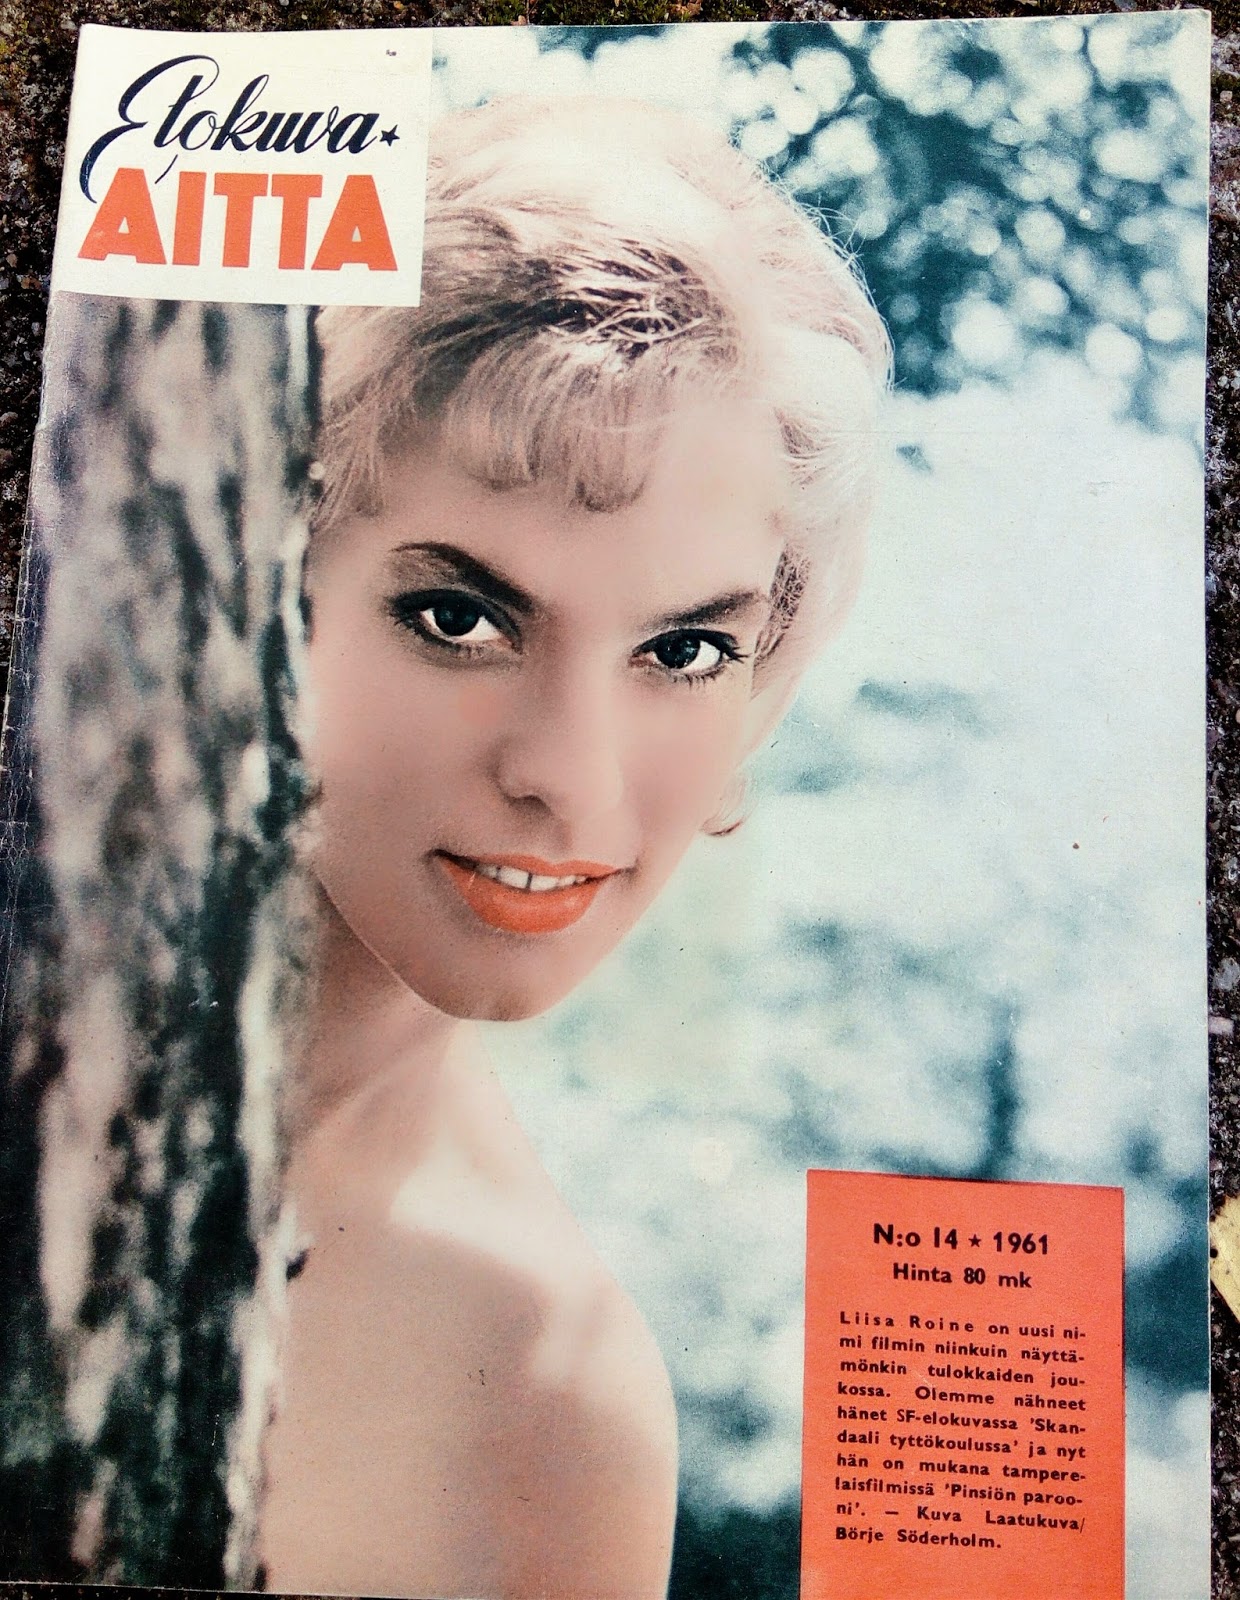 Elokuva-
AITTA
N:o 14 ★ 1961
Hinta 80 mk
Liisa Roine on uusi ni-
mi filmin niinkuin näyttä-
mönkin tulokkaiden jou-
kossa. Olemme nähneet
hänet SF-elokuvassa 'Skan-
daali tyttökoulussa' ja nyt
hän on mukana tampere-
laisfilmissä 'Pinsiön paroo-
ni'. — Kuva Laatukuva/
Börje Söderholm.